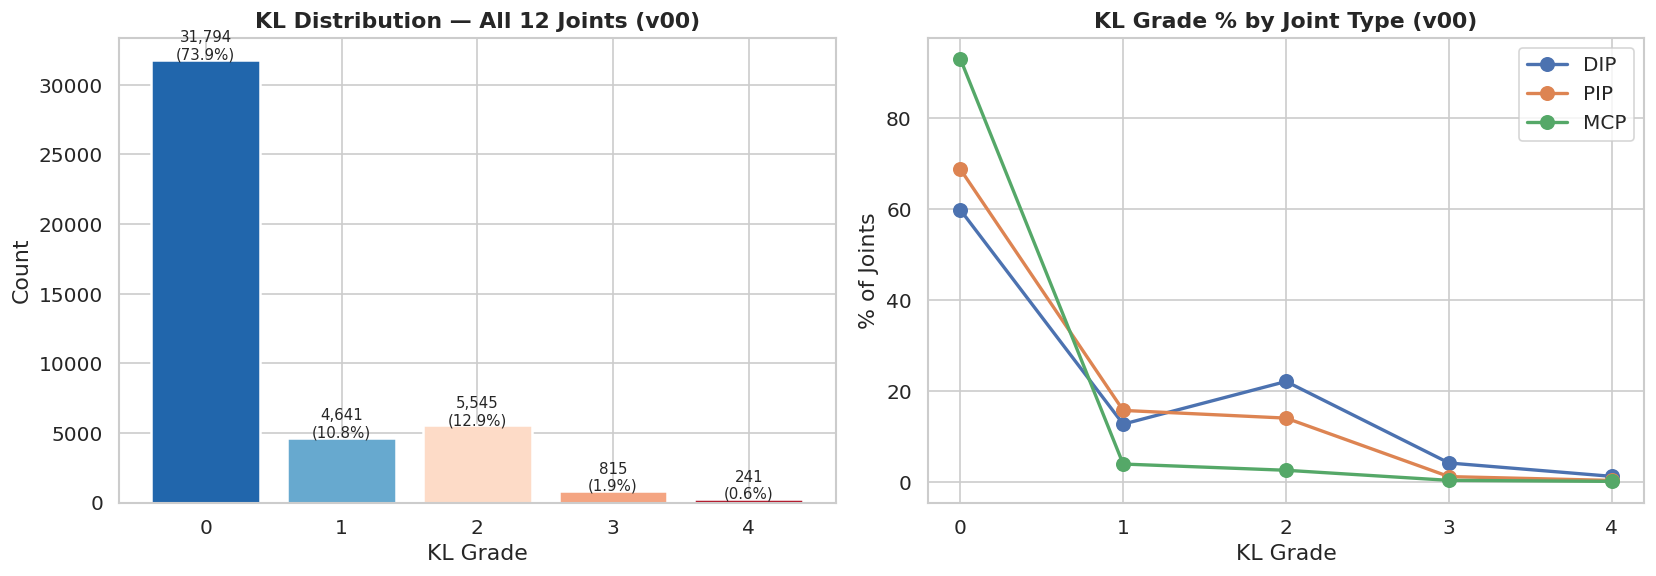 KL Distribution — All 12 Joints (v00)
31,794
(73.9%)
4,641
(10.8%)
5,545
(12.9%)
815
(1.9%)
241
(0.6%)
30000
25000
20000
15000
10000
5000
0
Count
0 1 2 3 4
KL Grade
KL Grade % by Joint Type (v00)
DIP
PIP
MCP
80
60
40
20
0
% of Joints
0 1 2 3 4
KL Grade